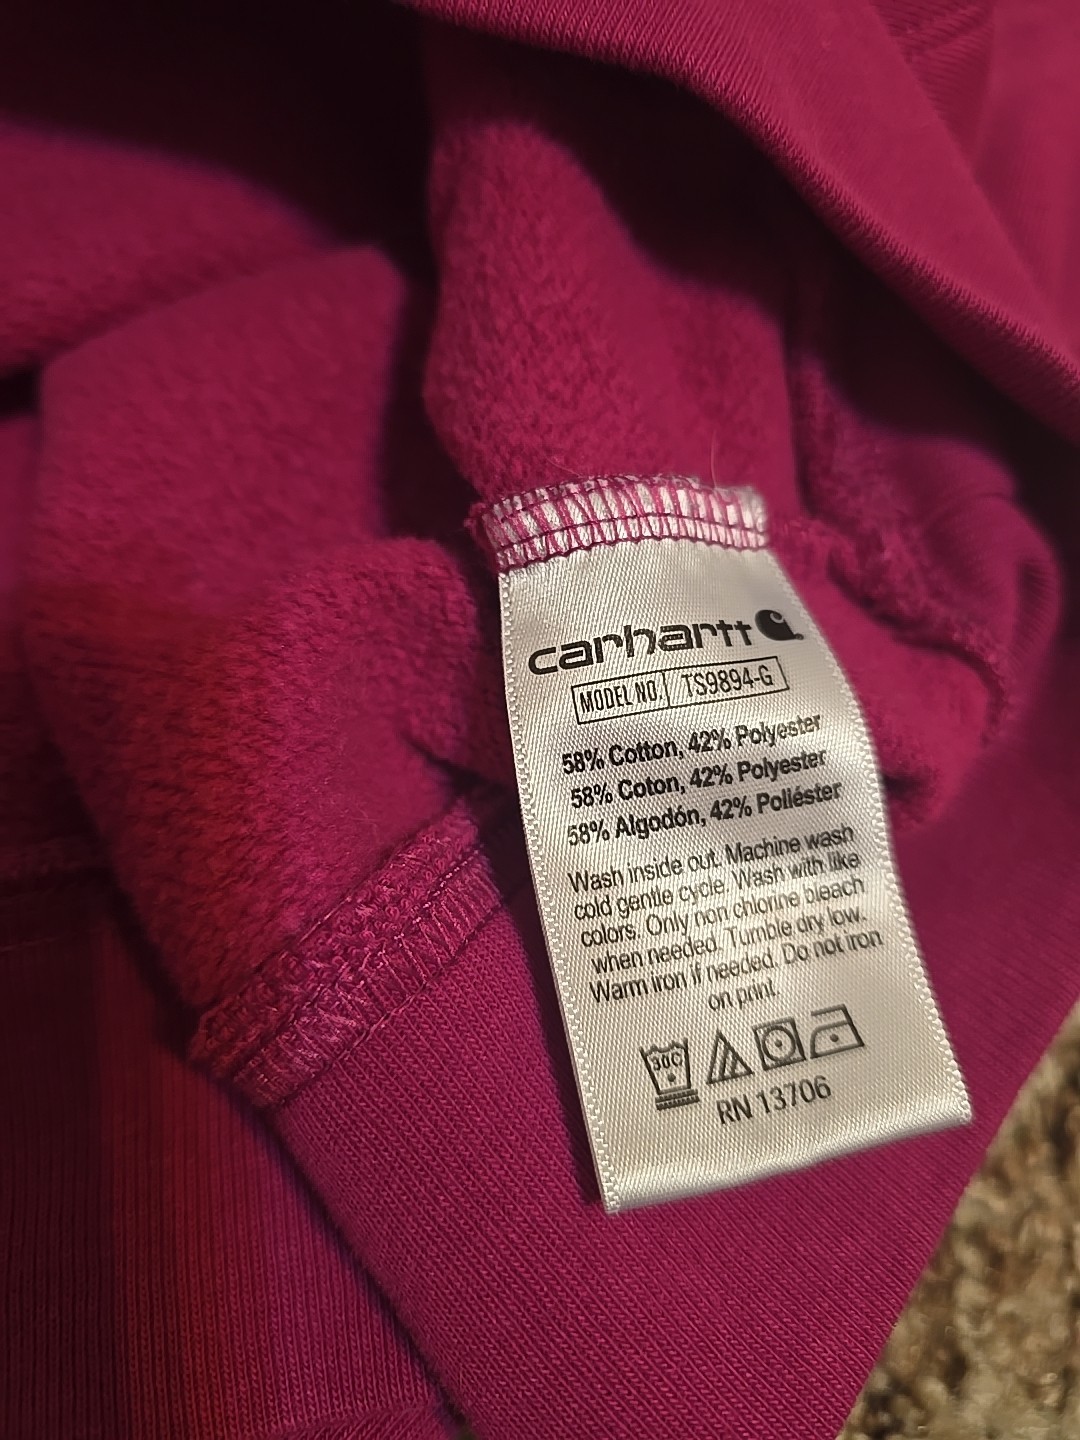 carhartt
MODEL NO. TS9894-G
58% Cotton, 42% Polyester
58% Coton, 42% Polyester
58% Algodón, 42% Poliéster
Wash inside out. Machine wash
cold gentle cycle. Wash with like
colors. Only non chlorine bleach
when needed. Tumble dry low.
Warm iron if needed. Do not iron
on print.
30C
RN 13706